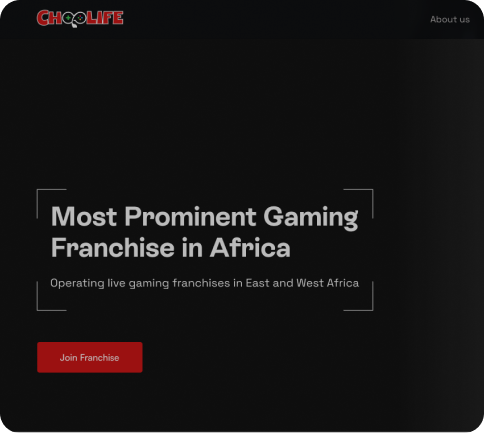 CHOOLIFE
About us
Most Prominent Gaming
Franchise in Africa
Operating live gaming franchises in East and West Africa
Join Franchise